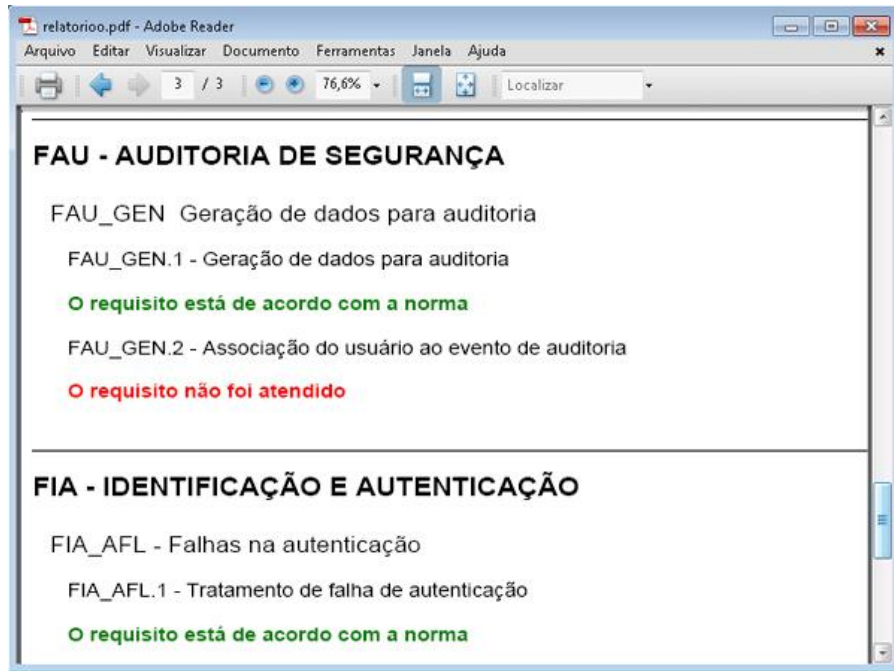 relatorioo.pdf - Adobe Reader
Arquivo Editar Visualizar Documento Ferramentas Janela Ajuda
3 / 3 76,6% Localizar
FAU - AUDITORIA DE SEGURANÇA
FAU_GEN Geração de dados para auditoria
FAU_GEN.1 - Geração de dados para auditoria
O requisito está de acordo com a norma
FAU_GEN.2 - Associação do usuário ao evento de auditoria
O requisito não foi atendido
FIA - IDENTIFICAÇÃO E AUTENTICAÇÃO
FIA_AFL - Falhas na autenticação
FIA_AFL.1 - Tratamento de falha de autenticação
O requisito está de acordo com a norma